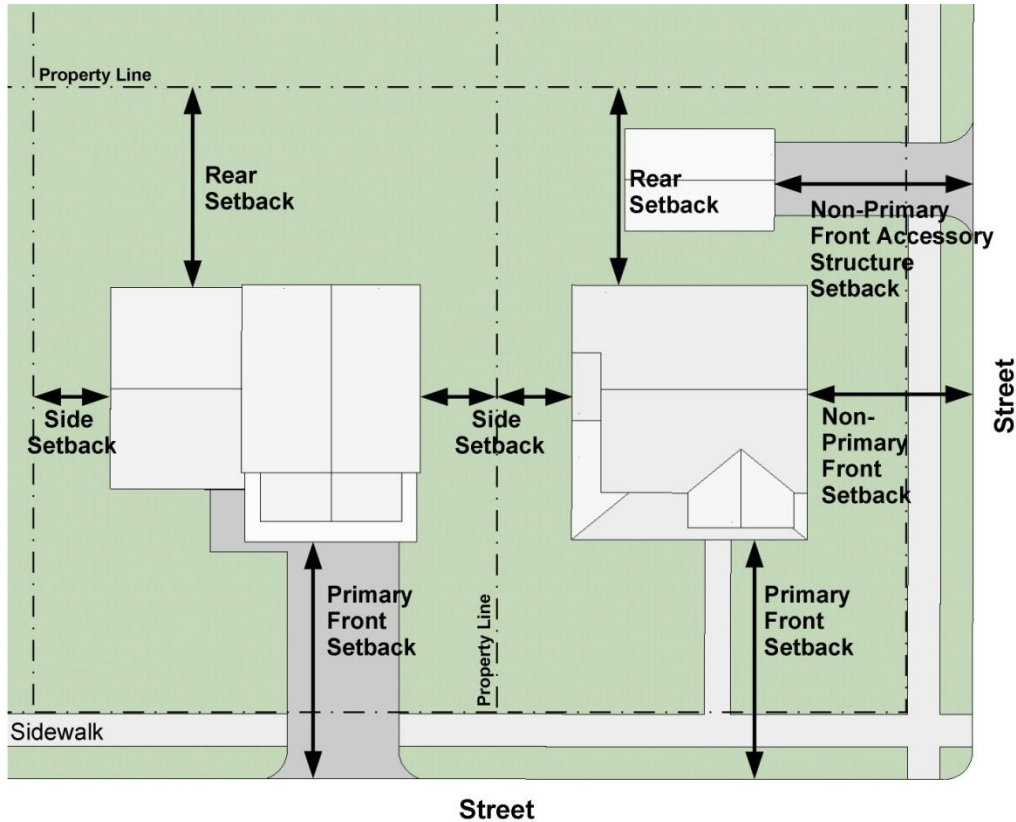 Property Line
Rear
Setback
Rear
Setback
Non-Primary
Front Accessory
Structure
Setback
Side
Setback
Side
Setback
Non-
Primary
Front
Setback
Street
Primary
Front
Setback
Property Line
Primary
Front
Setback
Sidewalk
Street